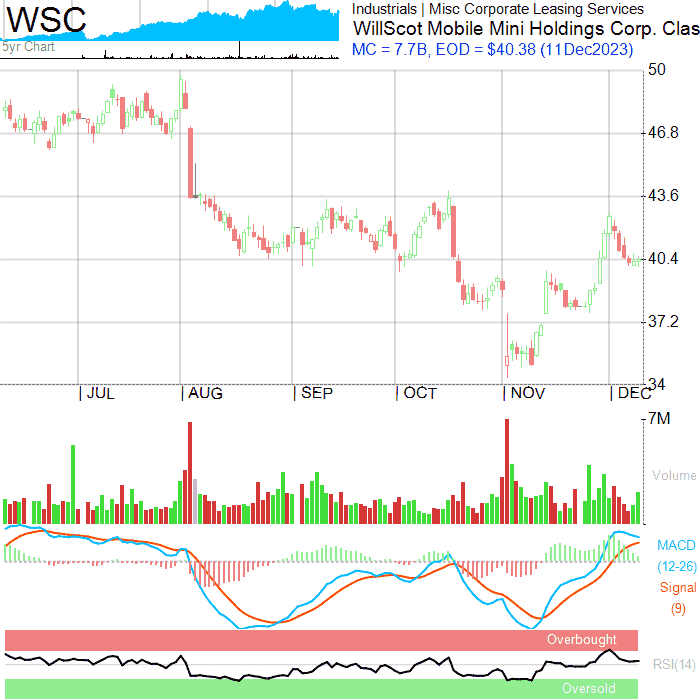 WSC
5yr Chart
Industrials | Misc Corporate Leasing Services
WillScot Mobile Mini Holdings Corp. Clas
MC = 7.7B, EOD = $40.38 (11Dec2023)
50
46.8
43.6
40.4
37.2
34
JUL
AUG
SEP
OCT
NOV
DEC
7M
Volume
MACD
(12-26)
Signal
(9)
Overbought
RSI(14)
Oversold